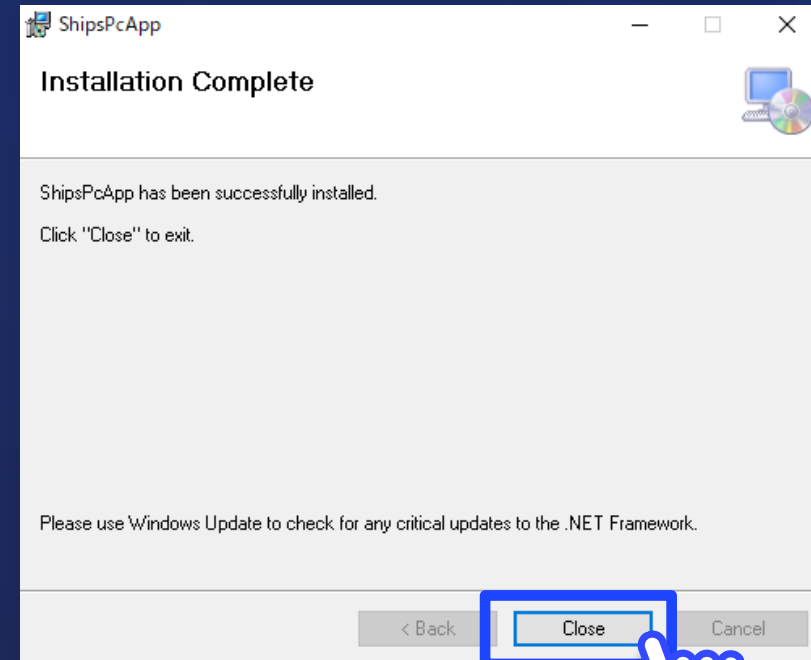 ShipsPcApp
Installation Complete
ShipsPcApp has been successfully installed.
Click "Close" to exit.
Please use Windows Update to check for any critical updates to the .NET Framework.
< Back
Close
Cancel